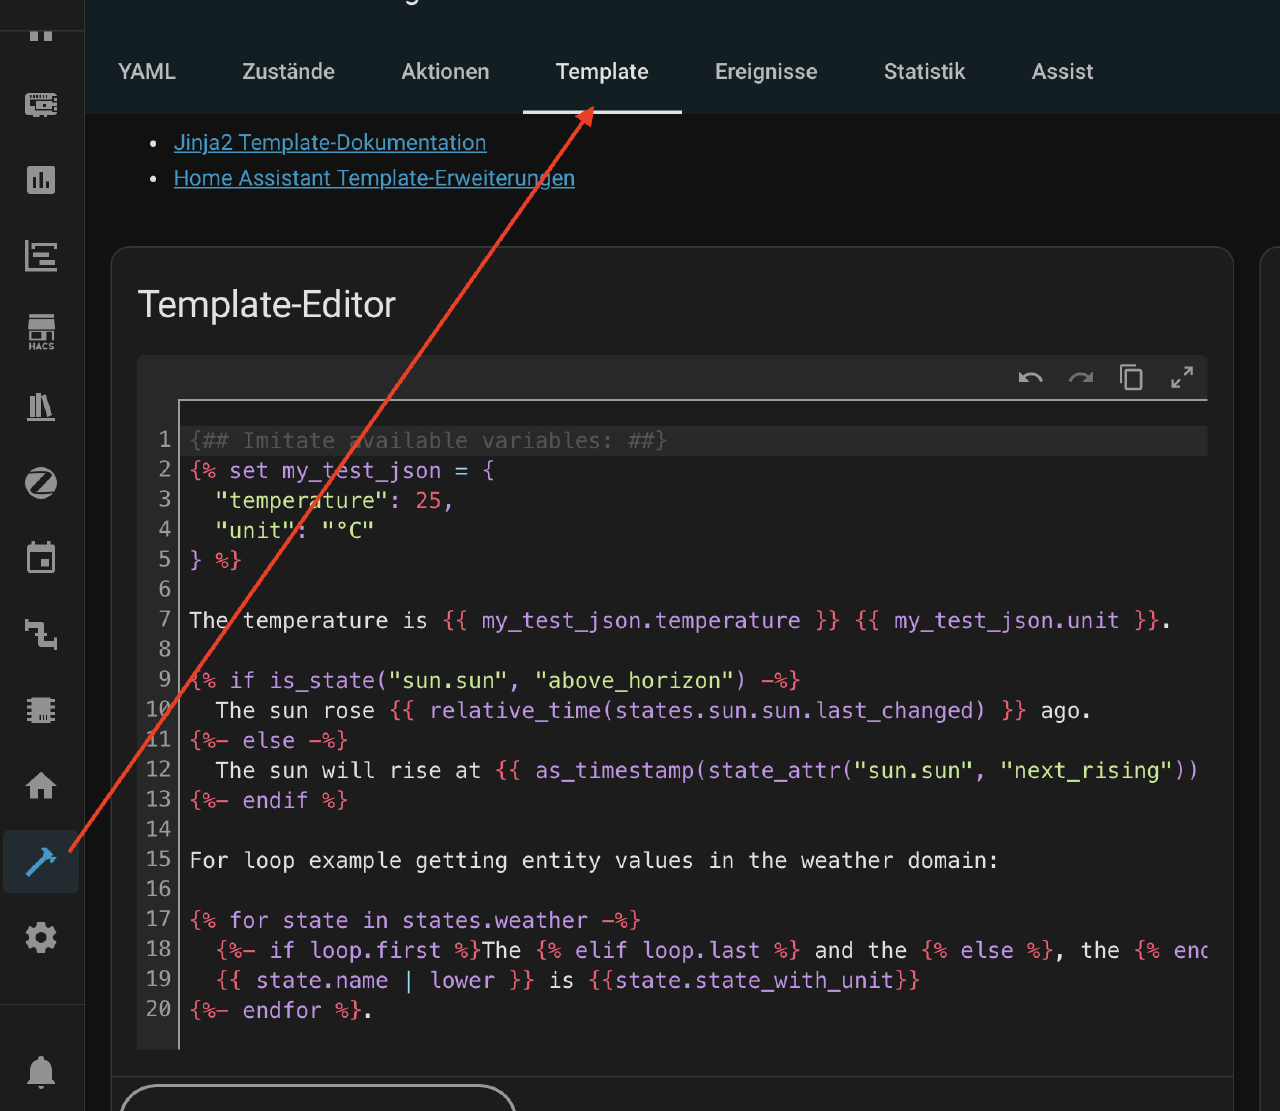 YAML Zustände Aktionen Template Ereignisse Statistik Assist
Jinja2 Template-Dokumentation
Home Assistant Template-Erweiterungen
HACS
Template-Editor
1 {## Imitate available variables: ##}
2 {% set my_test_json = {
3 "temperature": 25,
4 "unit": "°C"
5 } %}
6
7 The temperature is {{ my_test_json.temperature }} {{ my_test_json.unit }}.
8
9 {% if is_state("sun.sun", "above_horizon") -%}
10 The sun rose {{ relative_time(states.sun.sun.last_changed) }} ago.
11 {%- else -%}
12 The sun will rise at {{ as_timestamp(state_attr("sun.sun", "next_rising"))
13 {%- endif %}
14
15 For loop example getting entity values in the weather domain:
16
17 {% for state in states.weather -%}
18 {%- if loop.first %}The {% elif loop.last %} and the {% else %}, the {% end
19 {{ state.name | lower }} is {{state.state_with_unit}}
20 {%- endfor %}.